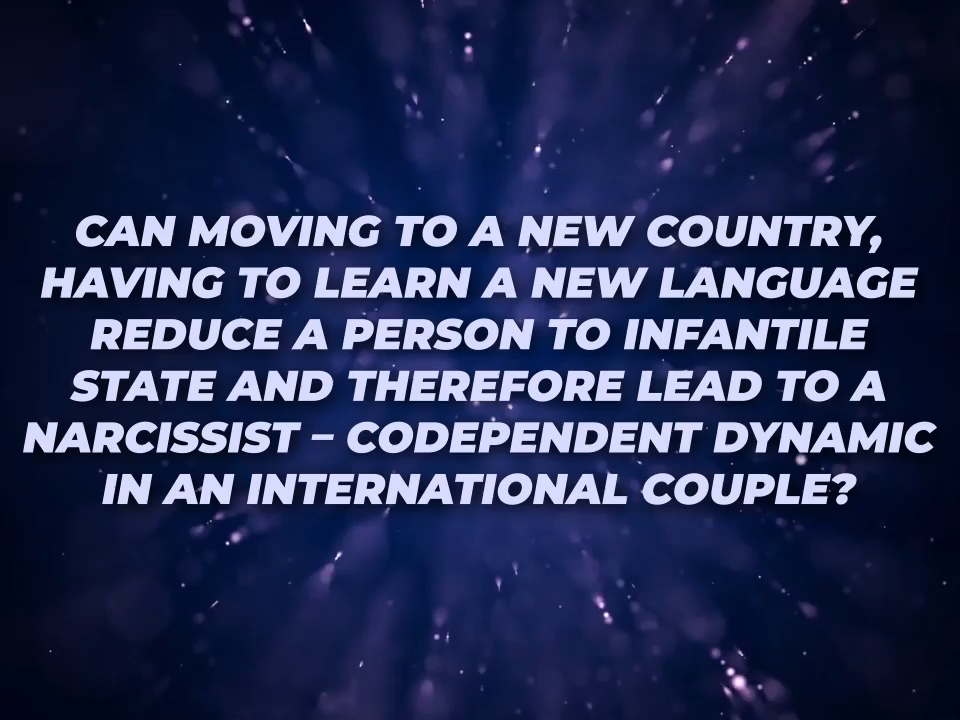 CAN MOVING TO A NEW COUNTRY,
HAVING TO LEARN A NEW LANGUAGE
REDUCE A PERSON TO INFANTILE
STATE AND THEREFORE LEAD TO A
NARCISSIST – CODEPENDENT DYNAMIC
IN AN INTERNATIONAL COUPLE?